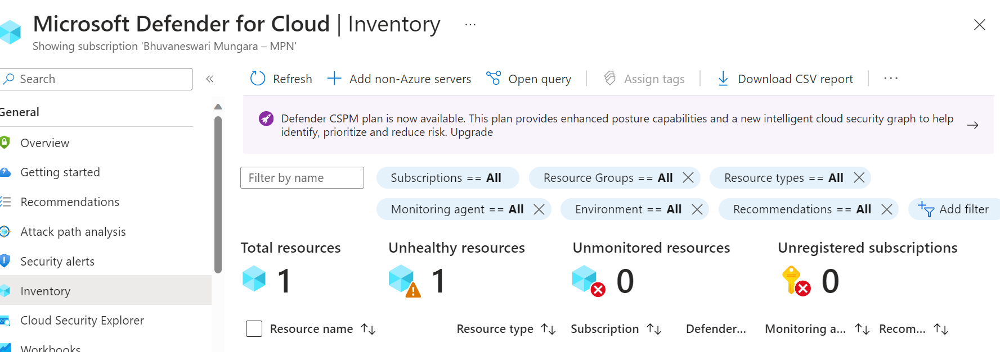 Microsoft Defender for Cloud | Inventory ...
Showing subscription 'Bhuvaneswari Mungara – MPN'
Search
«
Refresh
Add non-Azure servers
Open query
Assign tags
Download CSV report
...
General
Overview
Getting started
Recommendations
Attack path analysis
Security alerts
Inventory
Cloud Security Explorer
Workbooks
Defender CSPM plan is now available. This plan provides enhanced posture capabilities and a new intelligent cloud security graph to help
identify, prioritize and reduce risk. Upgrade
Filter by name
Subscriptions == All
Resource Groups == All
Resource types == All
Monitoring agent == All
Environment == All
Recommendations == All
Add filter
Total resources
1
Unhealthy resources
1
Unmonitored resources
0
Unregistered subscriptions
0
Resource name
Resource type
Subscription
Defender...
Monitoring a...
Recom...